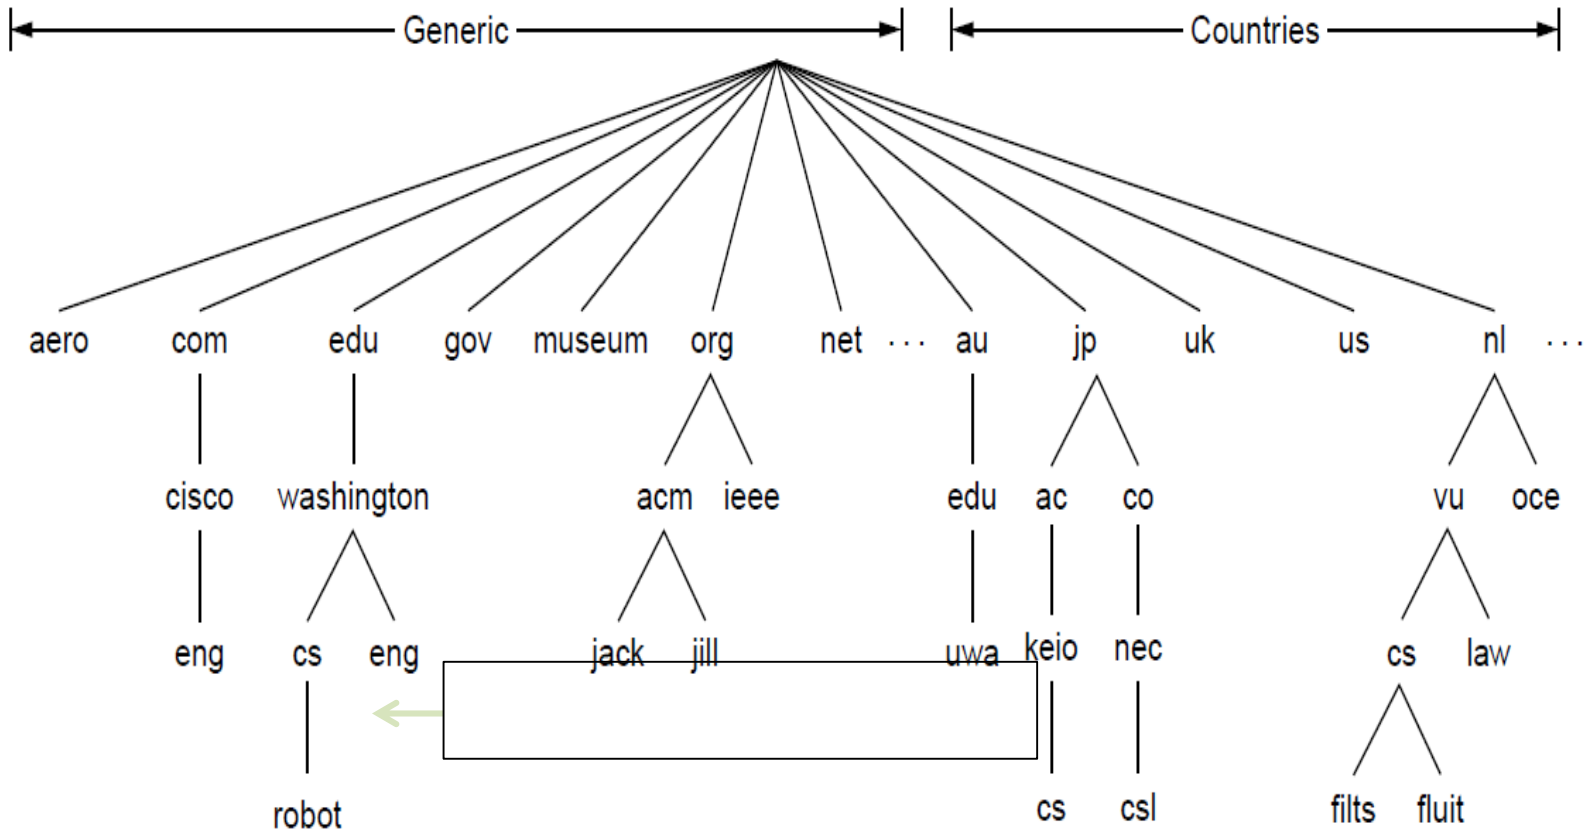 Generic Countries
aero com edu gov museum org net ... au jp uk us nl ...
cisco washington acm ieee edu ac co vu oce
eng cs eng jack jill uwa keio nec cs law
robot cs csl filts fluit